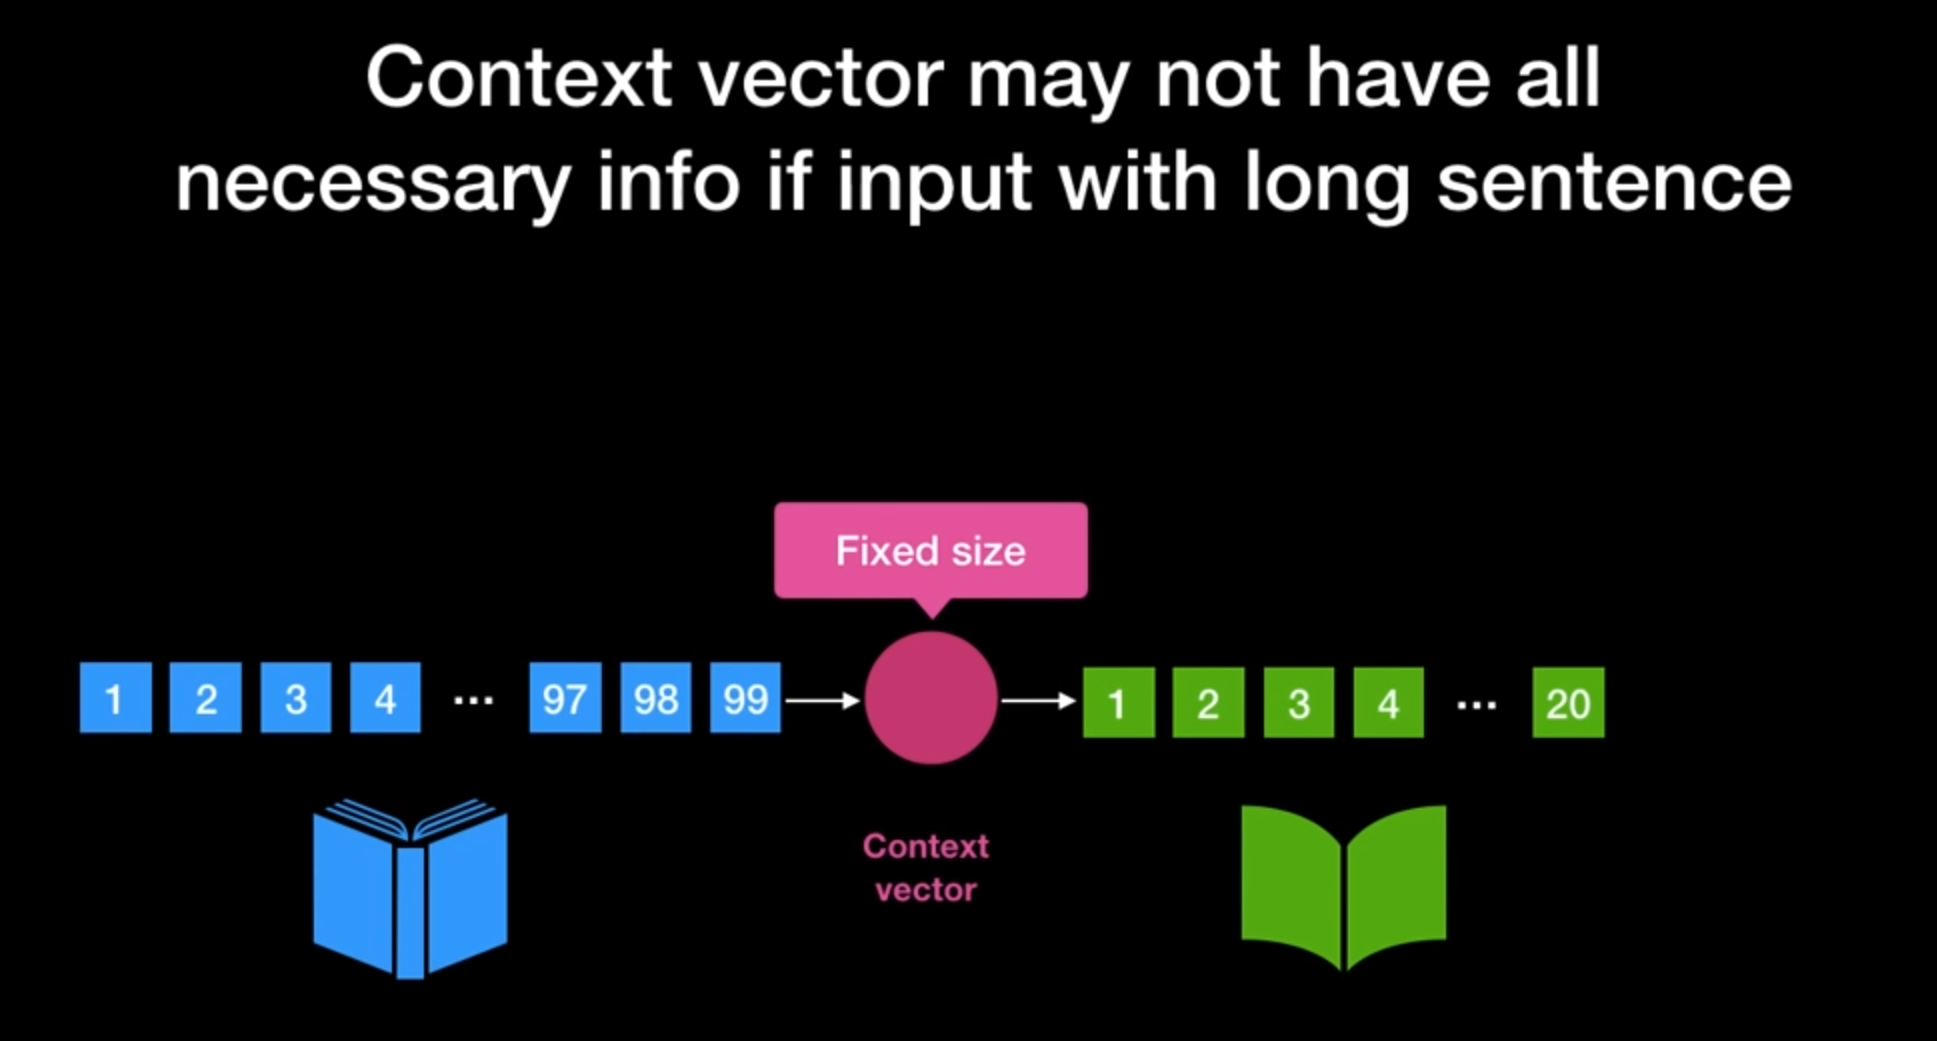 Context vector may not have all
necessary info if input with long sentence
Fixed size
1 2 3 4 ... 97 98 99
1 2 3 4 ... 20
Context
vector